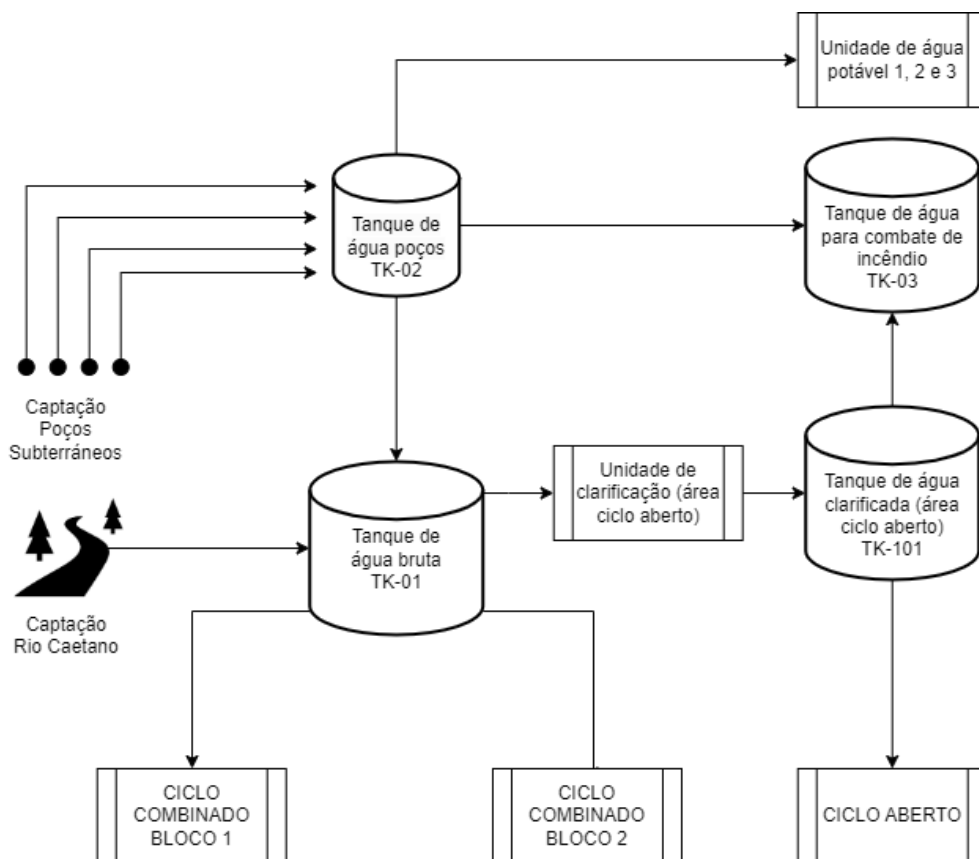 Unidade de água
potável 1, 2 e 3
Tanque de
água poços
TK-02
Tanque de água
para combate de
incêndio
TK-03
Captação
Poços
Subterráneos
Unidade de
clarificação (área
ciclo aberto)
Tanque de água
clarificada (área
ciclo aberto)
TK-101
Tanque de
água bruta
TK-01
Captação
Rio Caetano
CICLO
COMBINADO
BLOCO 1
CICLO
COMBINADO
BLOCO 2
CICLO ABERTO